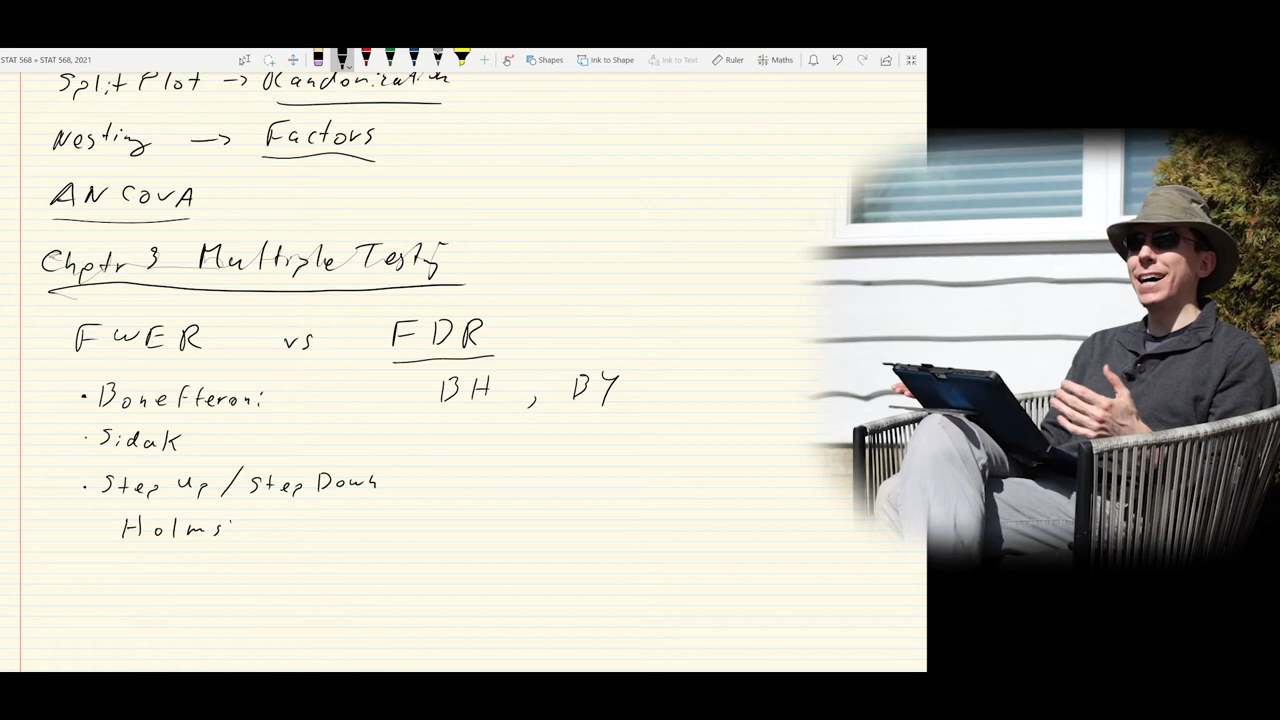 STAT 568 » STAT 568, 2021
Shapes Ink to Shape Ink to Text Ruler Maths
Split Plot → Randomization
Nesting → Factors
ANCOVA
Chptr 3 Multiple Testing
FWER vs FDR
· Bonefferoni BH , BY
· Sidak
· Step Up / Step Down
Holms